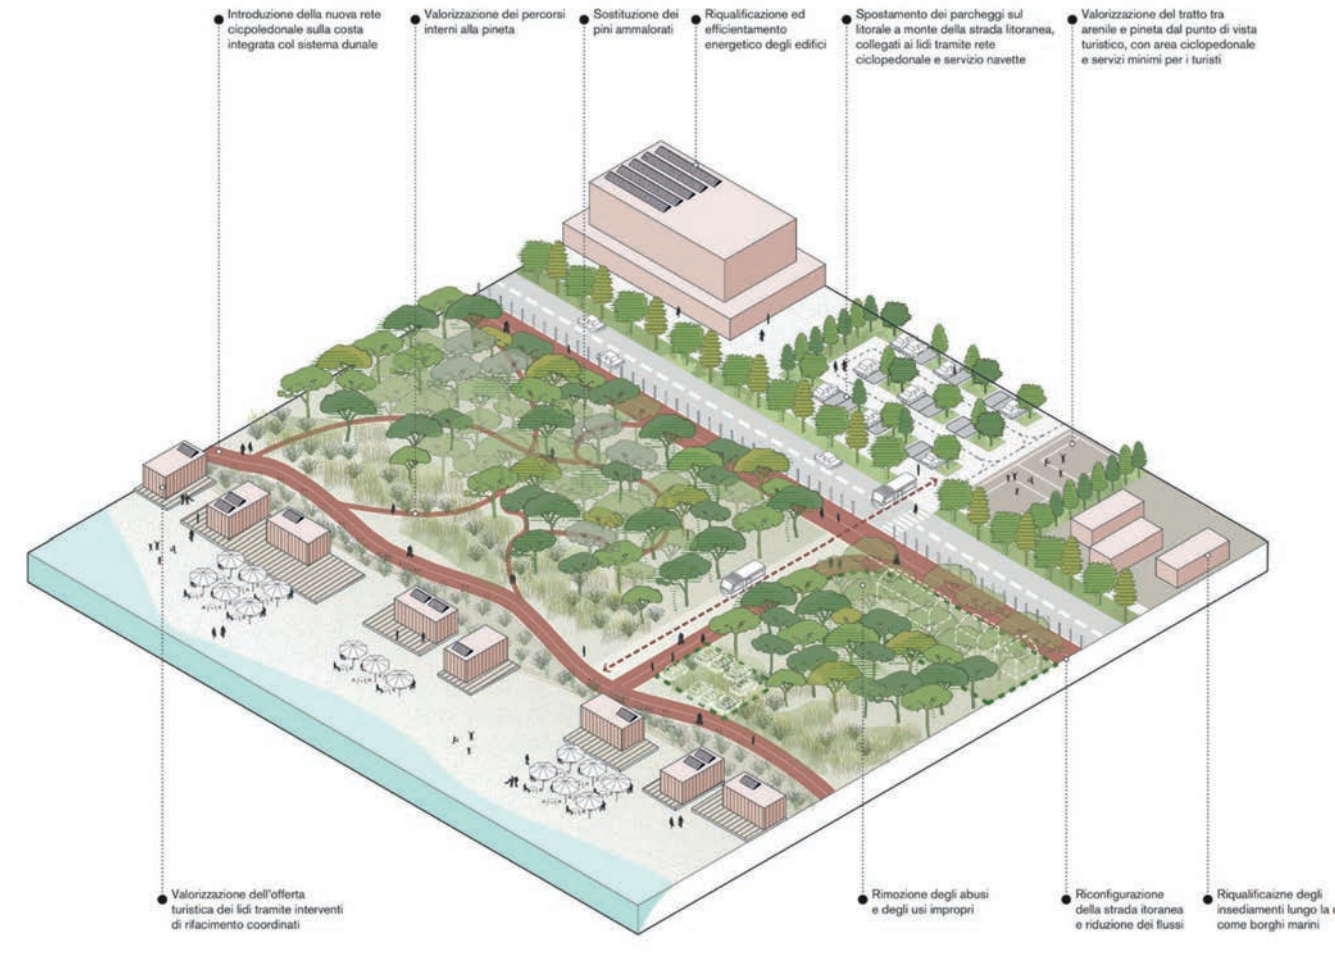 Introduzione della nuova rete
cicpoledonale sulla costa
integrata col sistema dunale
Valorizzazione dei percorsi
interni alla pineta
Sostituzione dei
pini ammalorati
Riqualificazione ed
efficientamento
energetico degli edifici
Spostamento dei parcheggi sul
litorale a monte della strada litoranea,
collegati ai lidi tramite rete
ciclopedonale e servizio navette
Valorizzazione del tratto tra
arenile e pineta dal punto di vista
turistico, con area ciclopedonale
e servizi minimi per i turisti
Valorizzazione dell'offerta
turistica dei lidi tramite interventi
di rifacimento coordinati
Rimozione degli abusi
e degli usi impropri
Riconfigurazione
della strada itoranea
e riduzione dei flussi
Riqualificaizne degli
insediamenti lungo la
come borghi marini